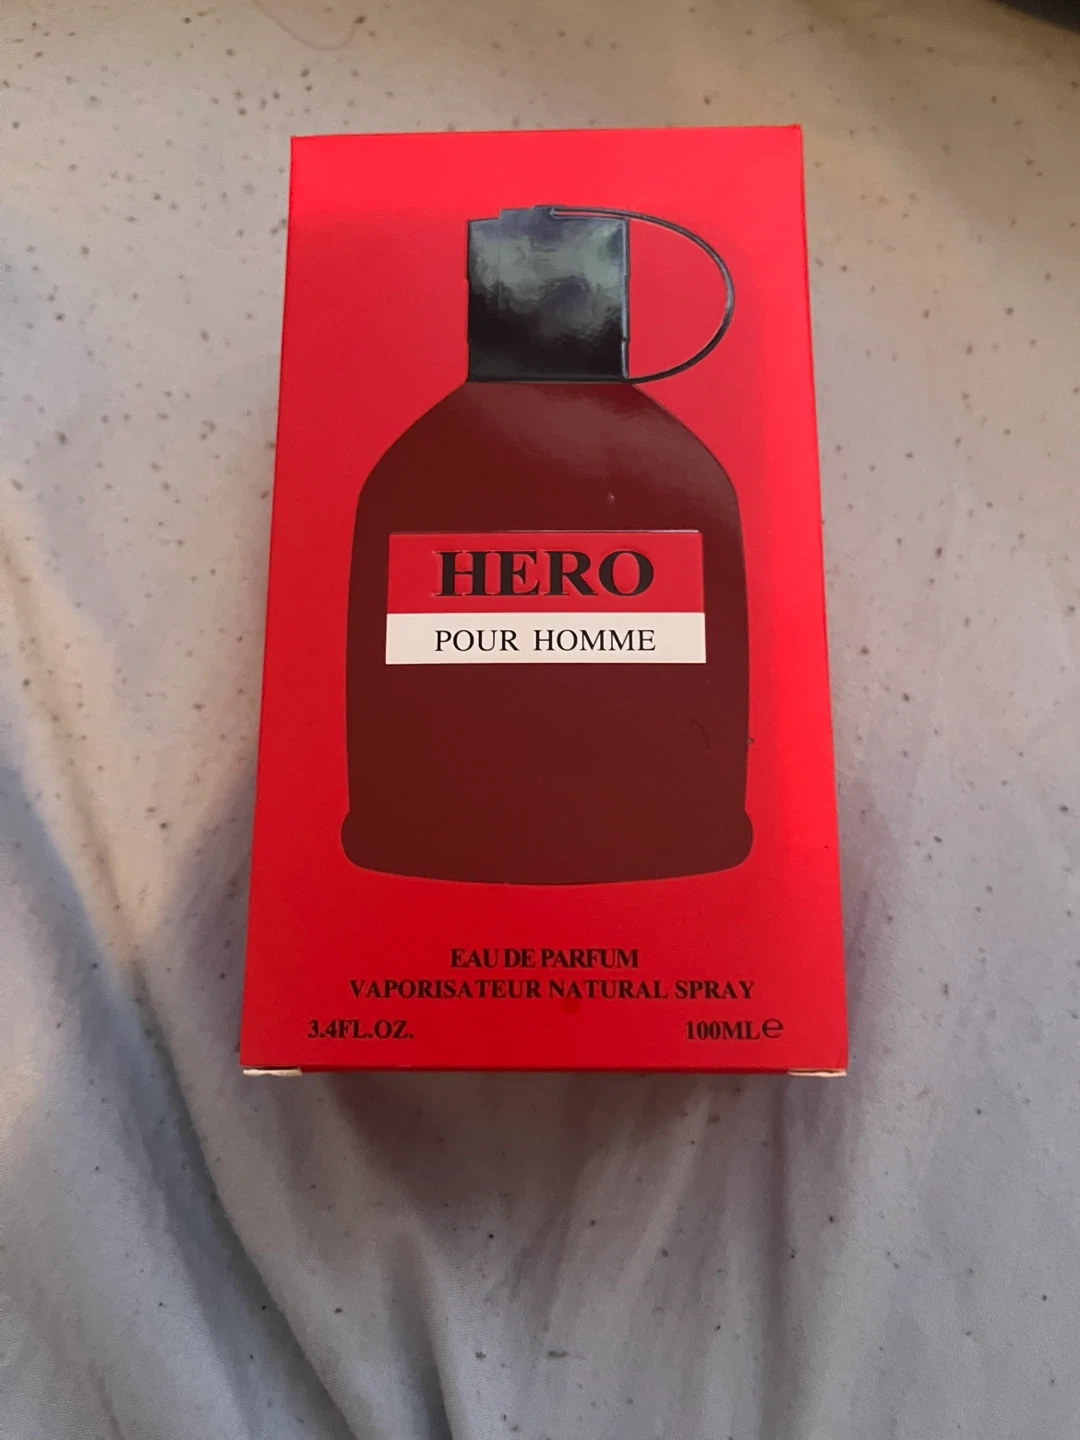 HERO
POUR HOMME
EAU DE PARFUM
VAPORISATEUR NATURAL SPRAY
3.4FL.OZ. 100ML℮